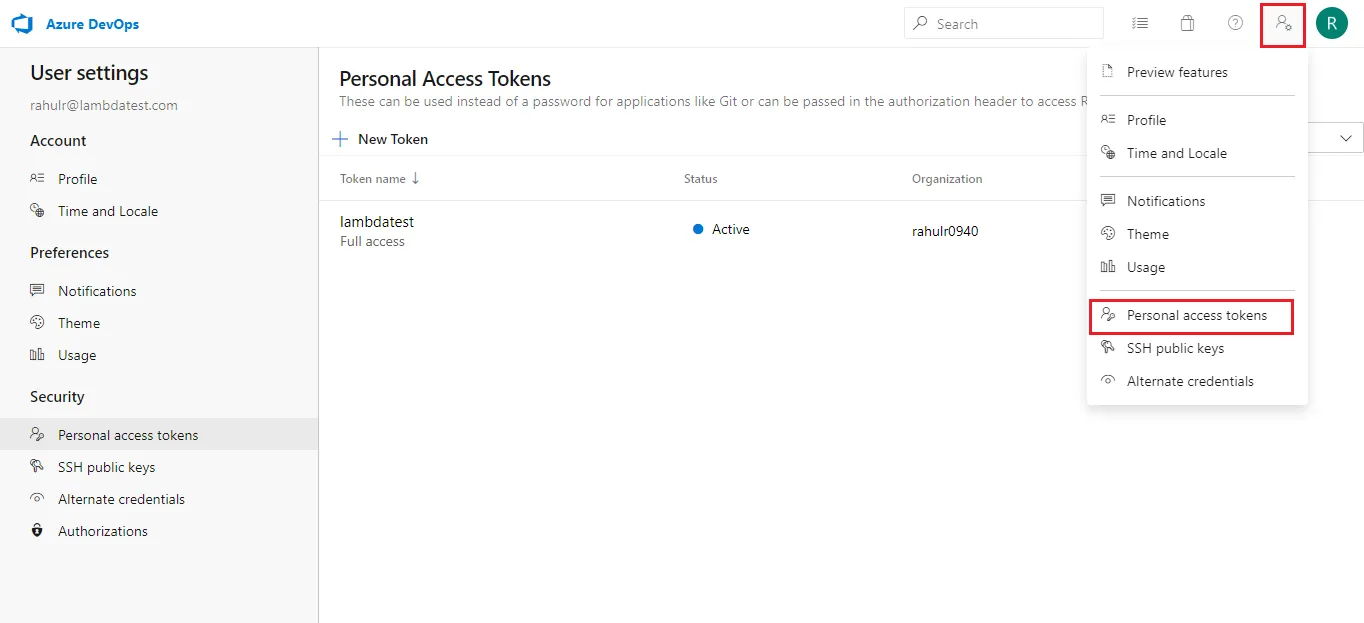 Azure DevOps
Search
R
User settings
rahulr@lambdatest.com
Account
Profile
Time and Locale
Preferences
Notifications
Theme
Usage
Security
Personal access tokens
SSH public keys
Alternate credentials
Authorizations
Personal Access Tokens
These can be used instead of a password for applications like Git or can be passed in the authorization header to access R
New Token
Token name ↓
Status
Organization
lambdatest
Full access
Active
rahulr0940
Preview features
Profile
Time and Locale
Notifications
Theme
Usage
Personal access tokens
SSH public keys
Alternate credentials